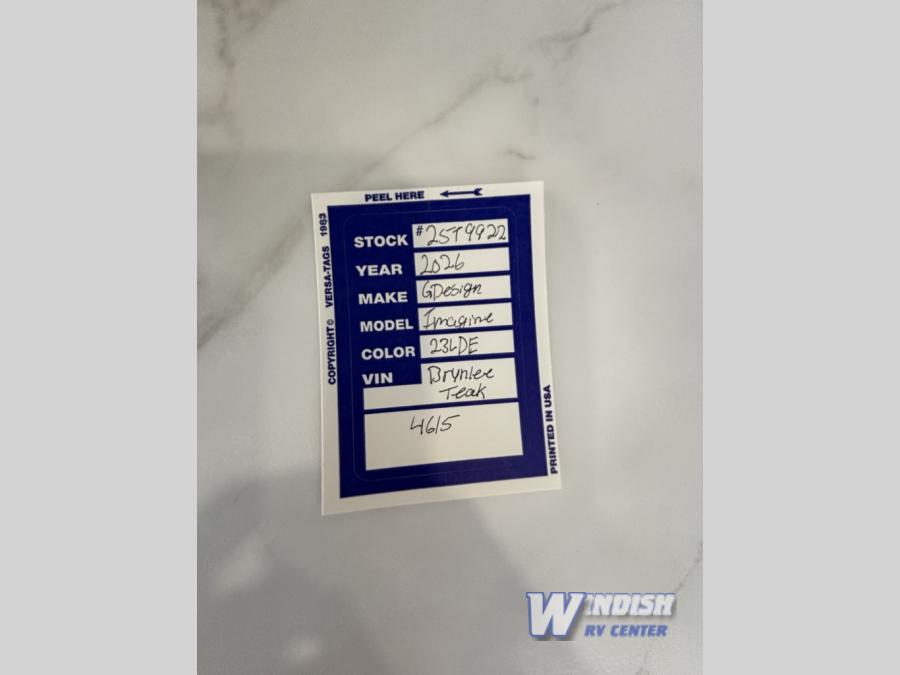 PEEL HERE
COPYRIGHT© VERSA-TAGS 1983
STOCK #25T9922
YEAR 2026
MAKE GDesign
MODEL Imagine
COLOR 23LDE
VIN Brynlee
Teak
4615
PRINTED IN USA
WINDISH
RV CENTER